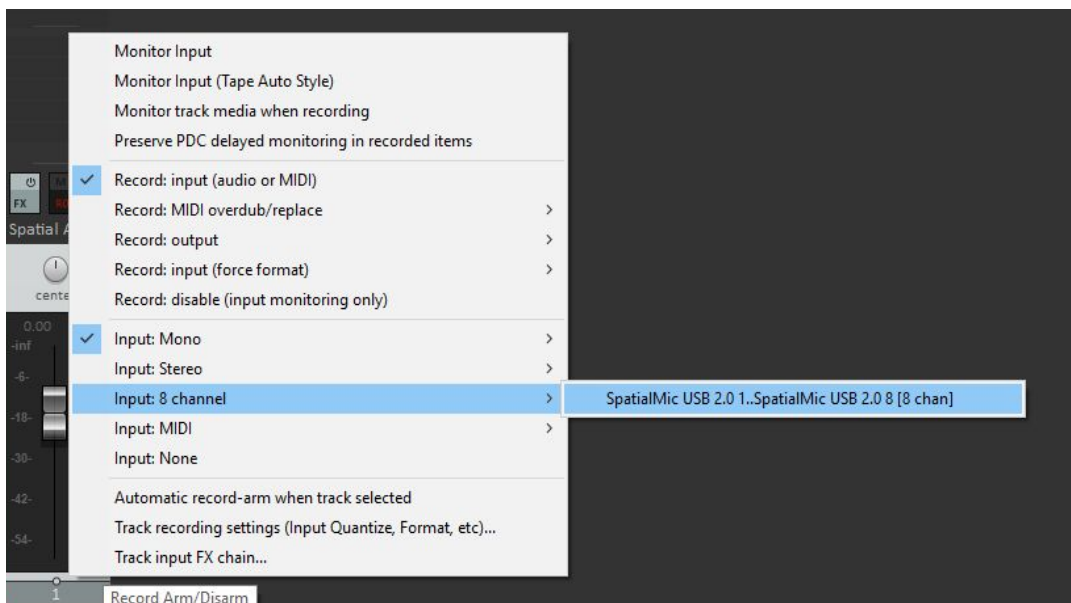 Monitor Input
Monitor Input (Tape Auto Style)
Monitor track media when recording
Preserve PDC delayed monitoring in recorded items
Record: input (audio or MIDI)
Record: MIDI overdub/replace
Record: output
Record: input (force format)
Record: disable (input monitoring only)
Input: Mono
Input: Stereo
Input: 8 channel
SpatialMic USB 2.0 1..SpatialMic USB 2.0 8 [8 chan]
Input: MIDI
Input: None
Automatic record-arm when track selected
Track recording settings (Input Quantize, Format, etc)...
Track input FX chain...
M
FX
Spatial A
cente
0.00
-inf
-6-
-18-
-30-
-42-
-54-
1
Record Arm/Disarm